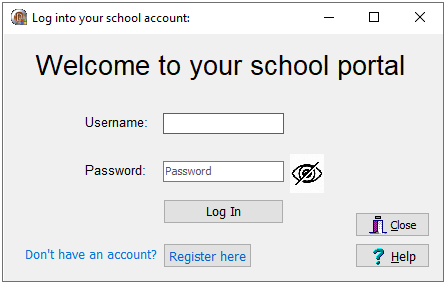 Log into your school account:
Welcome to your school portal
Username:
Password: Password
Log In
Close
Don't have an account? Register here
Help